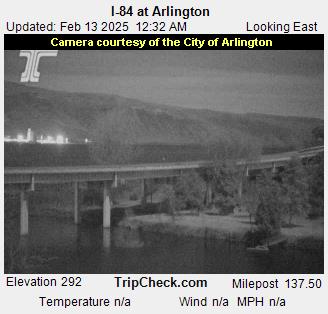 I-84 at Arlington
Updated: Feb 13 2025 12:32 AM Looking East
Camera courtesy of the City of Arlington
Elevation 292 TripCheck.com Milepost 137.50
Temperature n/a Wind n/a MPH n/a